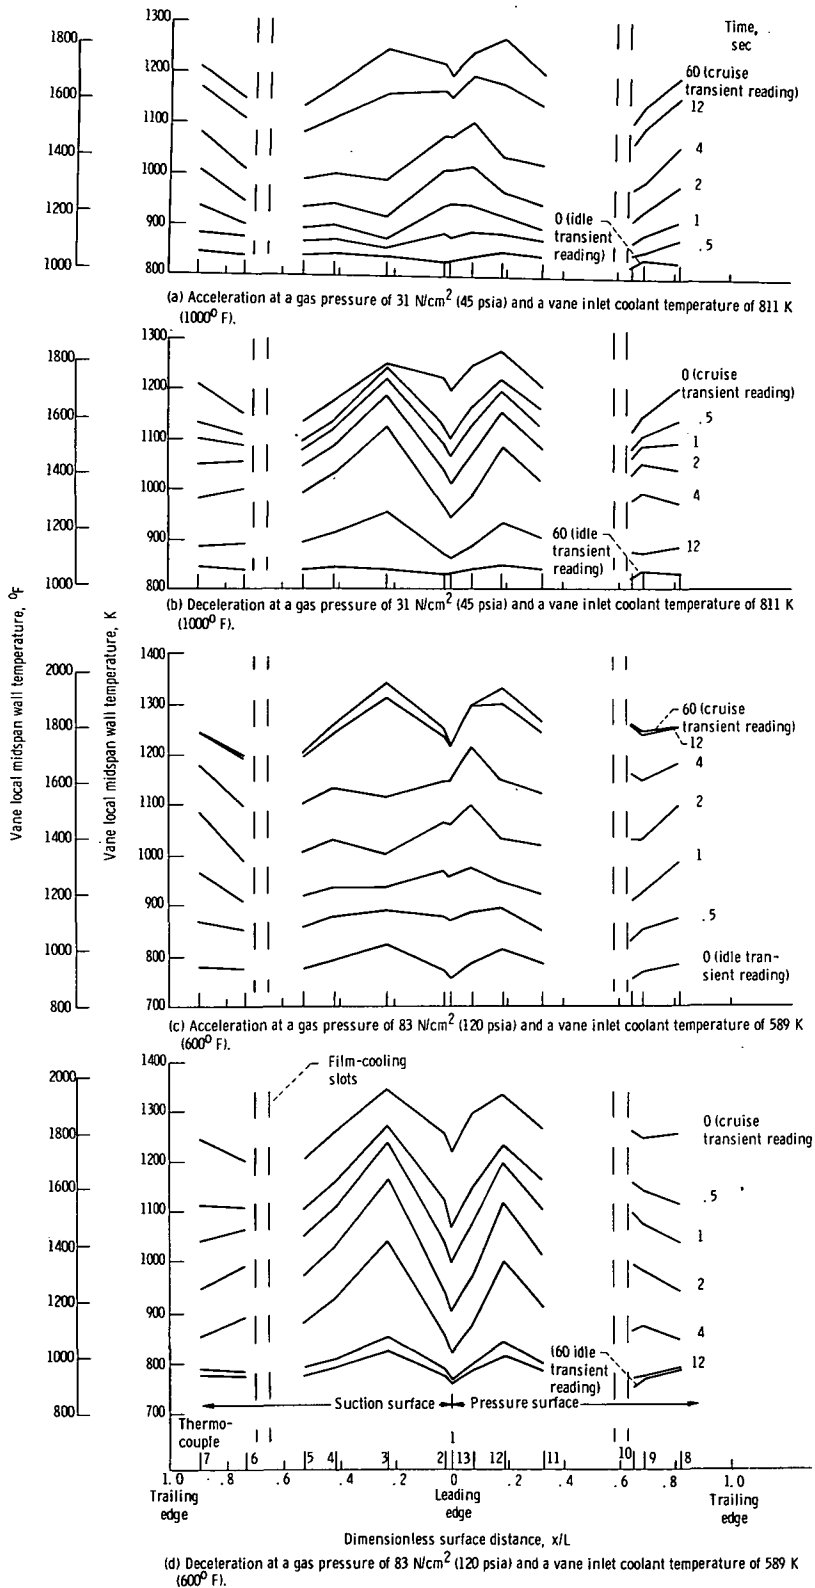 Vane local midspan wall temperature, °F
Vane local midspan wall temperature, K
1800
1600
1400
1200
1000
1300
1200
1100
1000
900
800
Time,
sec
60 (cruise
transient reading)
12
4
2
1
.5
0 (idle
transient
reading)
(a) Acceleration at a gas pressure of 31 N/cm² (45 psia) and a vane inlet coolant temperature of 811 K
(1000° F).
1800
1600
1400
1200
1000
1300
1200
1100
1000
900
800
0 (cruise
transient reading)
.5
1
2
4
12
60 (idle
transient
reading)
(b) Deceleration at a gas pressure of 31 N/cm² (45 psia) and a vane inlet coolant temperature of 811 K
(1000° F).
2000
1800
1600
1400
1200
1000
800
1400
1300
1200
1100
1000
900
800
700
60 (cruise
transient reading)
12
4
2
1
.5
0 (idle tran-
sient reading)
(c) Acceleration at a gas pressure of 83 N/cm² (120 psia) and a vane inlet coolant temperature of 589 K
(600° F).
2000
1800
1600
1400
1200
1000
800
1400
1300
1200
1100
1000
900
800
700
Film-cooling
slots
0 (cruise
transient reading
.5
1
2
4
12
(60 idle
transient
reading)
Suction surface
Pressure surface
Thermo-
couple
7 6 5 4 3 2 1 13 12 11 10 9 8
1.0 .8 .6 .4 .2 0 .2 .4 .6 .8 1.0
Trailing
edge
Leading
edge
Trailing
edge
Dimensionless surface distance, x/L
(d) Deceleration at a gas pressure of 83 N/cm² (120 psia) and a vane inlet coolant temperature of 589 K
(600° F).